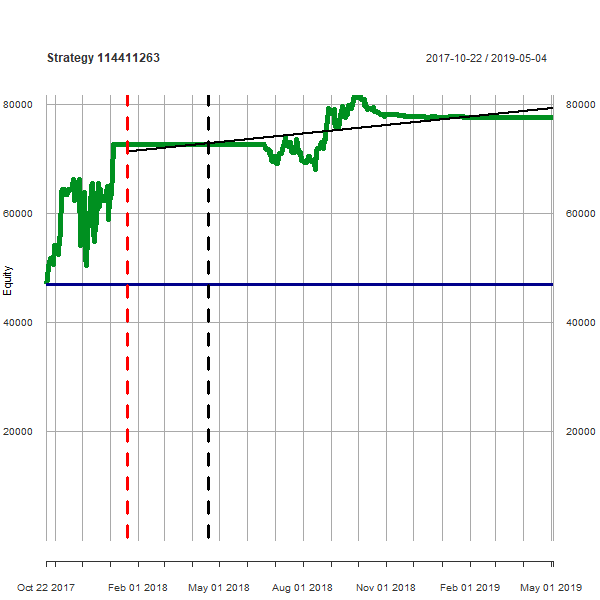 Strategy 114411263
2017-10-22 / 2019-05-04
80000
80000
60000
60000
Equity
40000
40000
20000
20000
Oct 22 2017
Feb 01 2018
May 01 2018
Aug 01 2018
Nov 01 2018
Feb 01 2019
May 01 2019